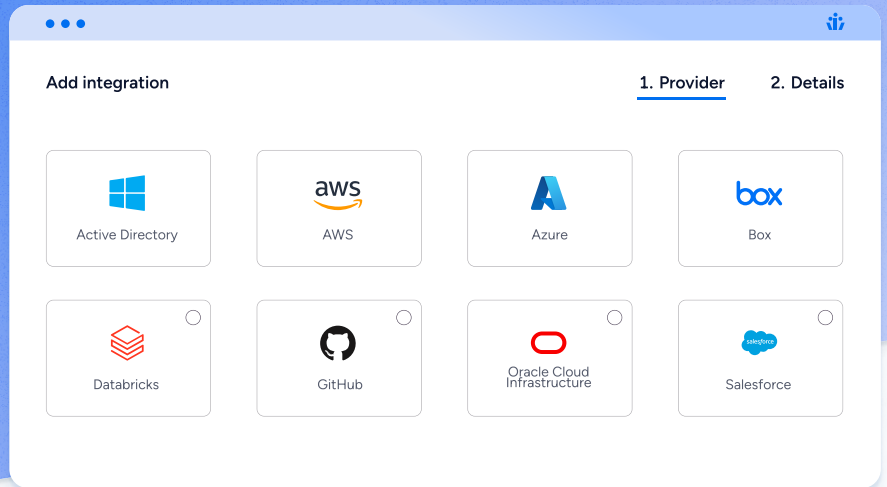 Add integration
1. Provider
2. Details
aws
box
Active Directory
AWS
Azure
Box
salesforce
Databricks
GitHub
Oracle Cloud
Infrastructure
Salesforce